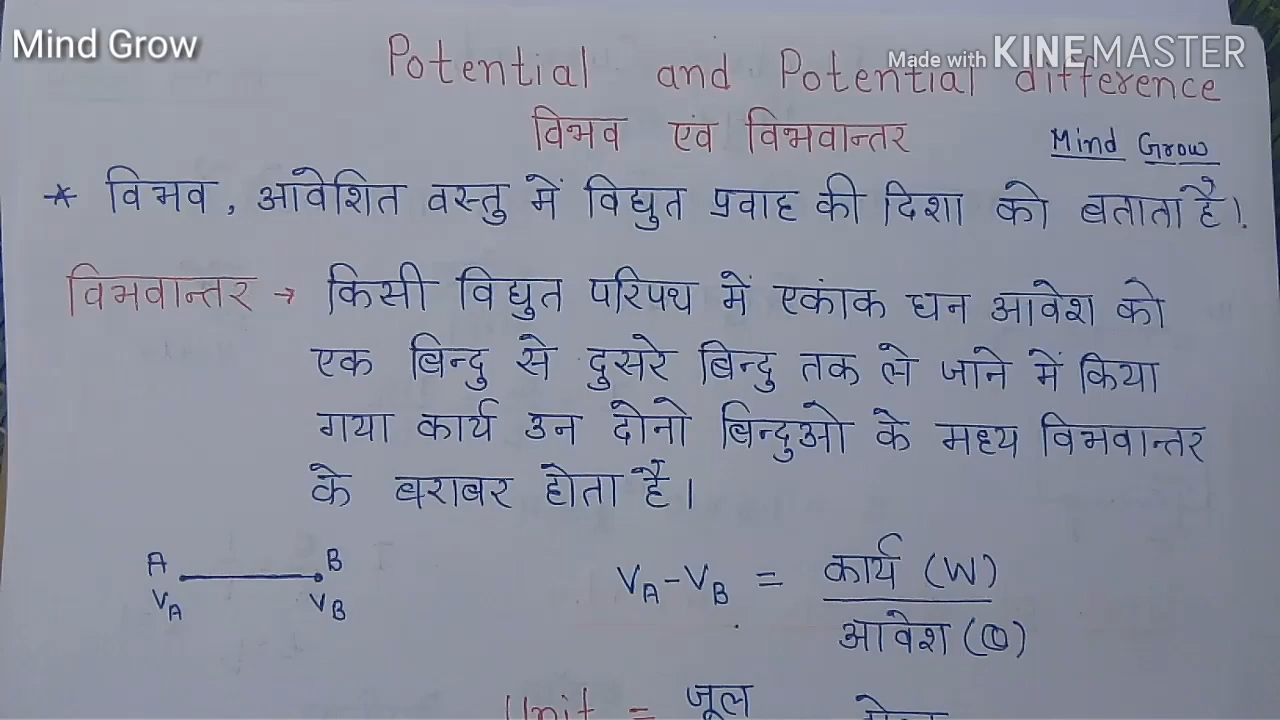 Mind Grow
Made with KINEMASTER
Potential and Potential difference
विभव एवं विभवान्तर
Mind Grow
* विभव, आवेशित वस्तु में विद्युत प्रवाह की दिशा को बताता है।
विभवान्तर → किसी विद्युत परिपथ में एकांक घन आवेश को
एक बिन्दु से दुसरे बिन्दु तक ले जाने में किया
गया कार्य उन दोनो बिन्दुओ के मध्य विभवान्तर
के बराबर होता है।
A B
VA VB
VA - VB = कार्य (W)
आवेश (Q)
Unit = जूल